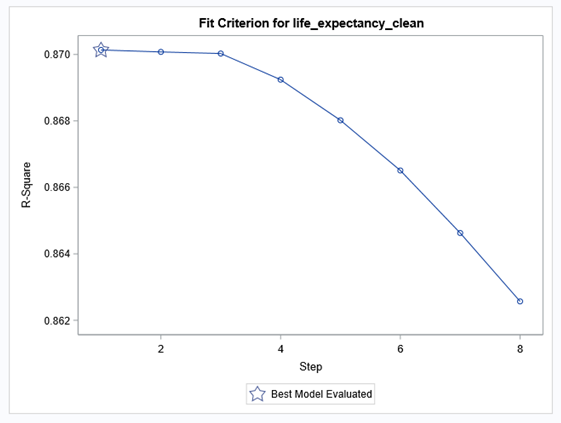 Fit Criterion for life_expectancy_clean
0.870
0.868
0.866
0.864
0.862
R-Square
2 4 6 8
Step
Best Model Evaluated